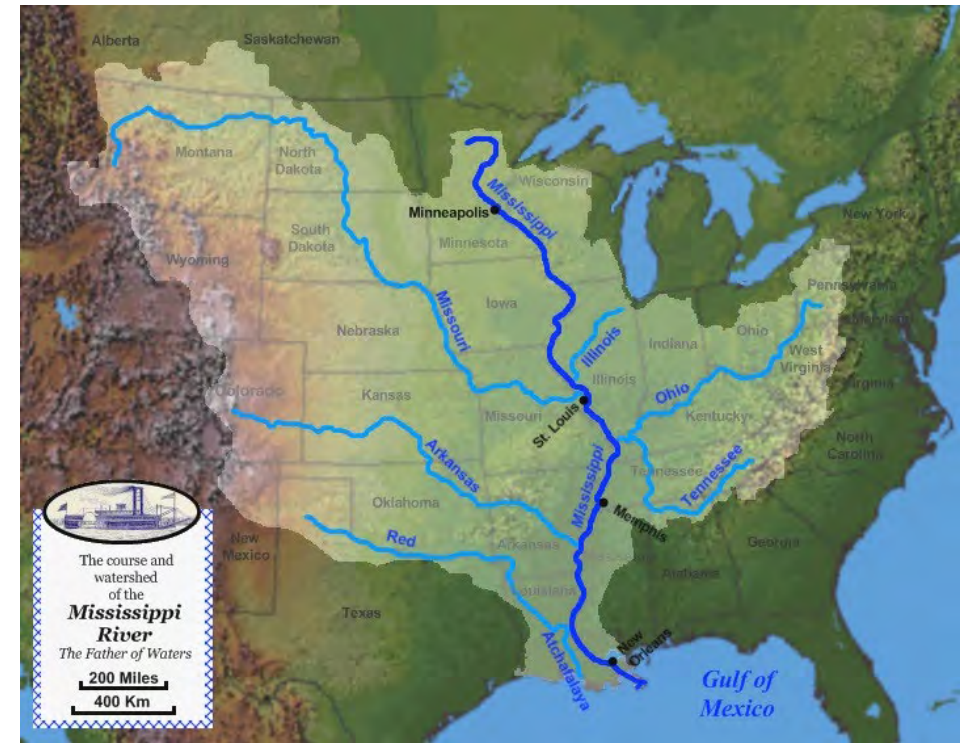 Alberta
Saskatchewan
Montana
North
Dakota
Wisconsin
Mississippi
Minneapolis
New York
South
Dakota
Minnesota
Wyoming
Pennsylvania
Iowa
Missouri
Nebraska
Illinois
Indiana
Ohio
Maryland
West
Virginia
Virginia
Illinois
Ohio
Colorado
Kansas
Missouri
St. Louis
Kentucky
North
Carolina
Arkansas
Mississippi
Tennessee
Tennessee
Oklahoma
Memphis
Red
Arkansas
Mississippi
Georgia
New
Mexico
Alabama
Louisiana
Texas
Atchafalaya
New
Orleans
Gulf of
Mexico
The course and
watershed
of the
Mississippi
River
The Father of Waters
200 Miles
400 Km